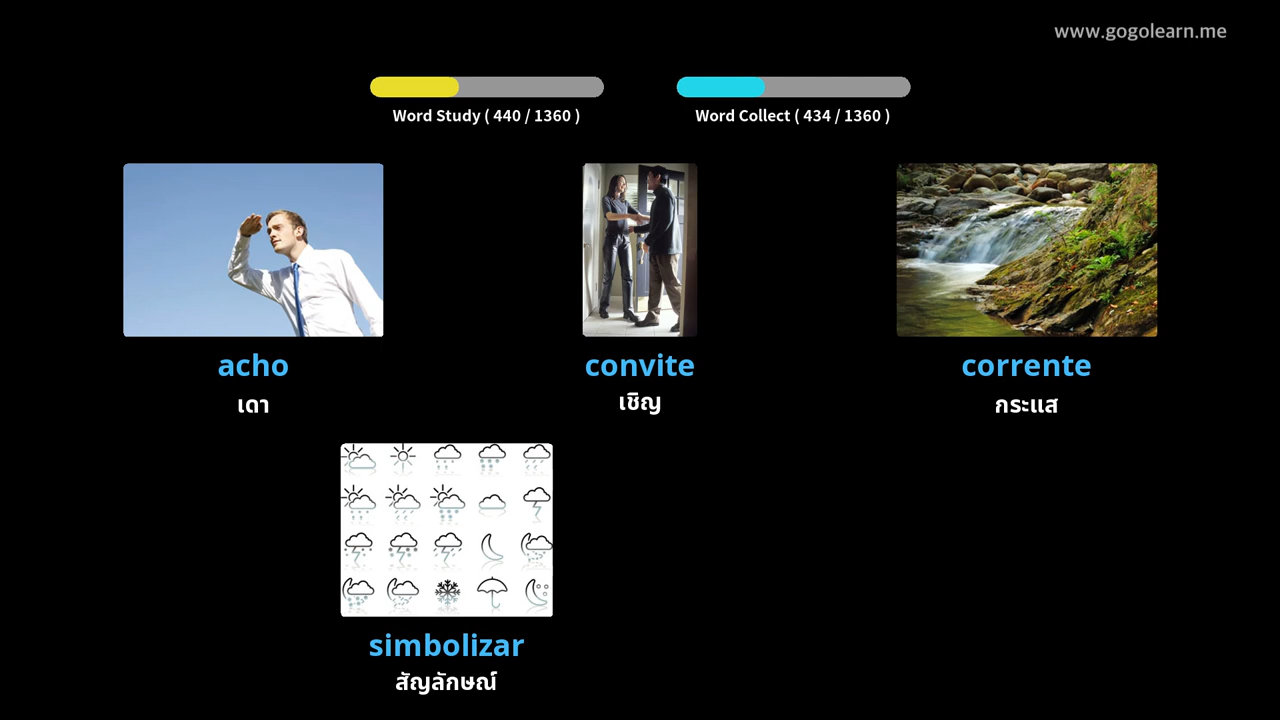 www.gogolearn.me
Word Study ( 440 / 1360 )
Word Collect ( 434 / 1360 )
acho
เดา
convite
เชิญ
corrente
กระแส
simbolizar
สัญลักษณ์